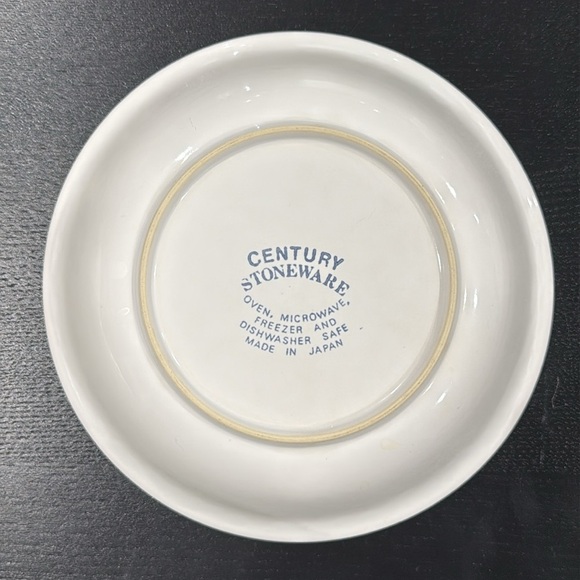 CENTURY
STONEWARE
OVEN, MICROWAVE,
FREEZER AND
DISHWASHER SAFE
MADE IN JAPAN